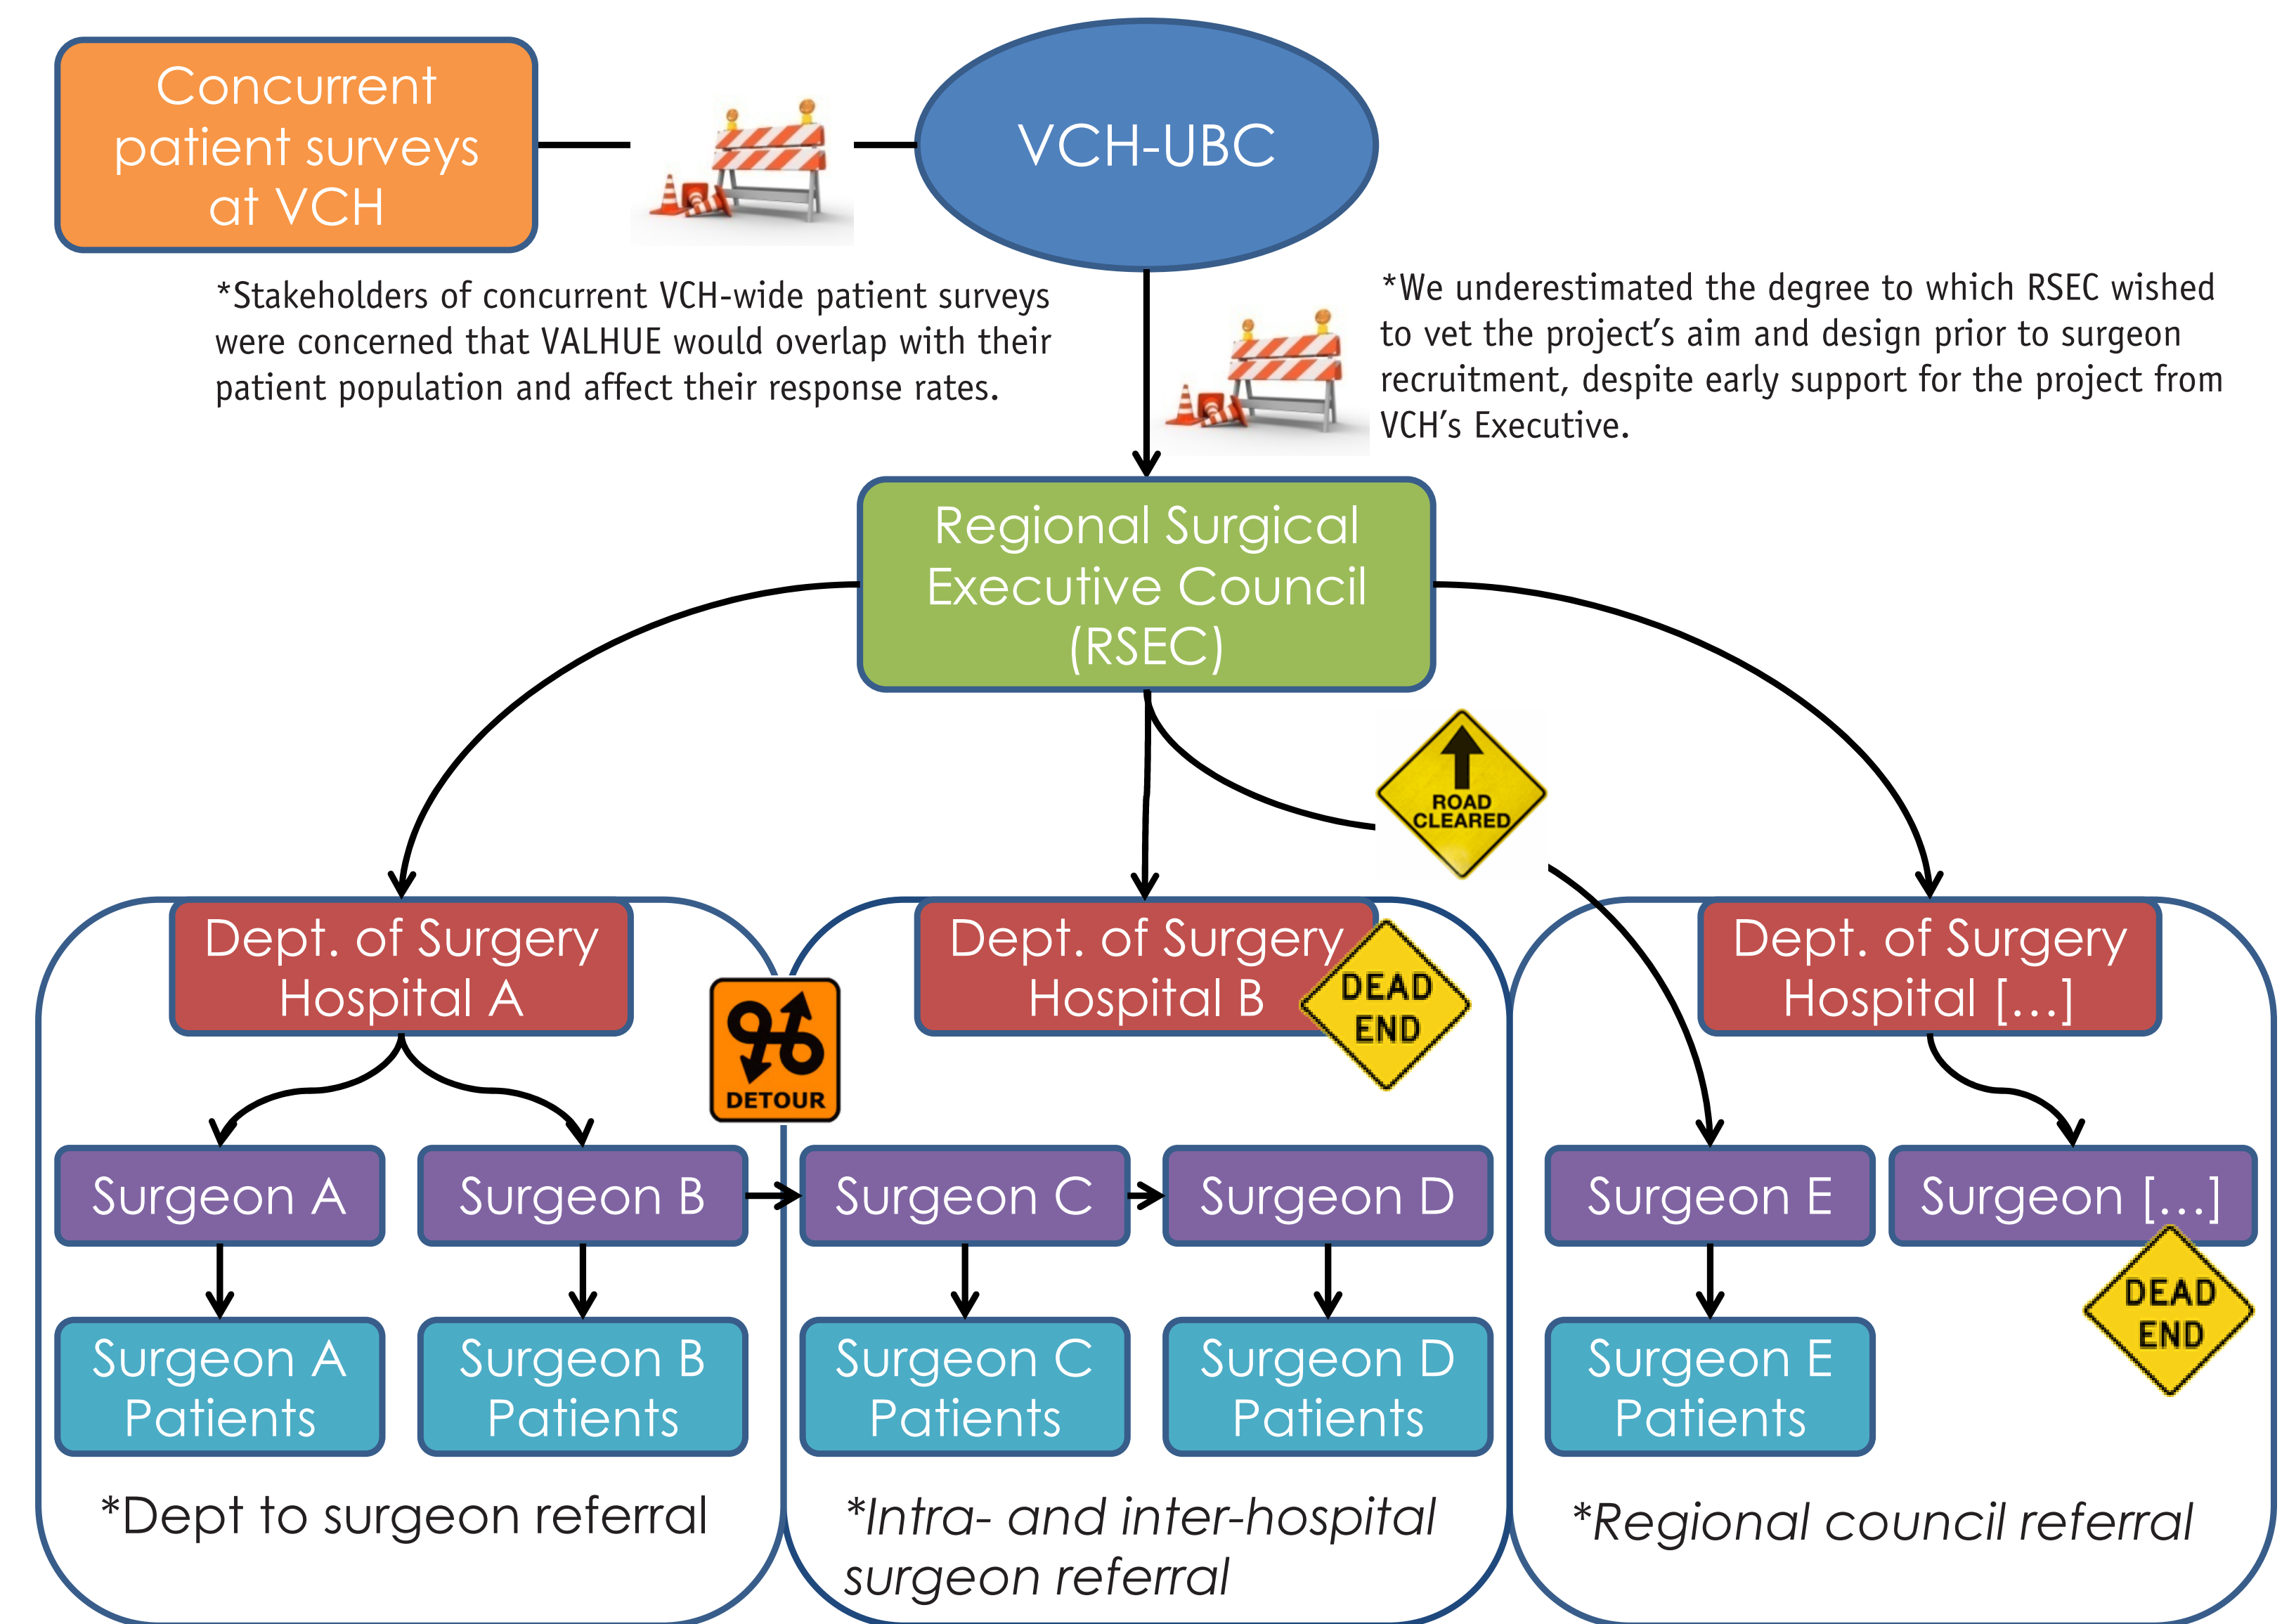 Concurrent
patient surveys
at VCH
VCH-UBC
*Stakeholders of concurrent VCH-wide patient surveys
were concerned that VALHUE would overlap with their
patient population and affect their response rates.
*We underestimated the degree to which RSEC wished
to vet the project’s aim and design prior to surgeon
recruitment, despite early support for the project from
VCH’s Executive.
Regional Surgical
Executive Council
(RSEC)
ROAD
CLEARED
Dept. of Surgery
Hospital A
DETOUR
Dept. of Surgery
Hospital B
DEAD
END
Dept. of Surgery
Hospital [...]
Surgeon A
Surgeon B
Surgeon C
Surgeon D
Surgeon E
Surgeon [...]
DEAD
END
Surgeon A
Patients
Surgeon B
Patients
Surgeon C
Patients
Surgeon D
Patients
Surgeon E
Patients
*Dept to surgeon referral
*Intra- and inter-hospital
surgeon referral
*Regional council referral